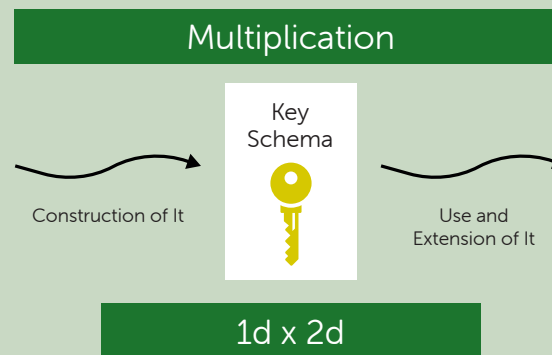 Multiplication
Key
Schema
Construction of It
Use and
Extension of It
1d x 2d